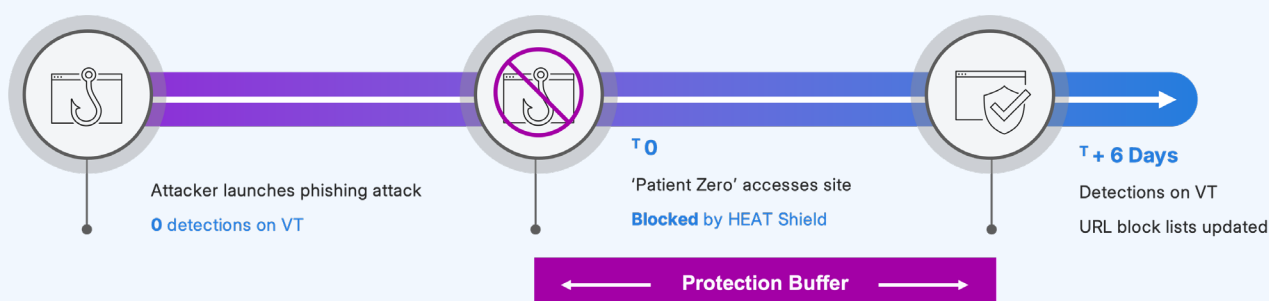 Attacker launches phishing attack
0 detections on VT
T 0
‘Patient Zero’ accesses site
Blocked by HEAT Shield
T + 6 Days
Detections on VT
URL block lists updated
Protection Buffer